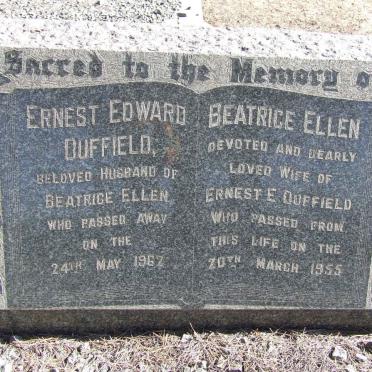 Sacred to the Memory o
ERNEST EDWARD
DUFFIELD,
BELOVED HUSBAND OF
BEATRICE ELLEN
WHO PASSED AWAY
ON THE
24TH MAY 1962
BEATRICE ELLEN
DEVOTED AND DEARLY
LOVED WIFE OF
ERNEST E. DUFFIELD
WHO PASSED FROM
THIS LIFE ON THE
20TH MARCH 1955